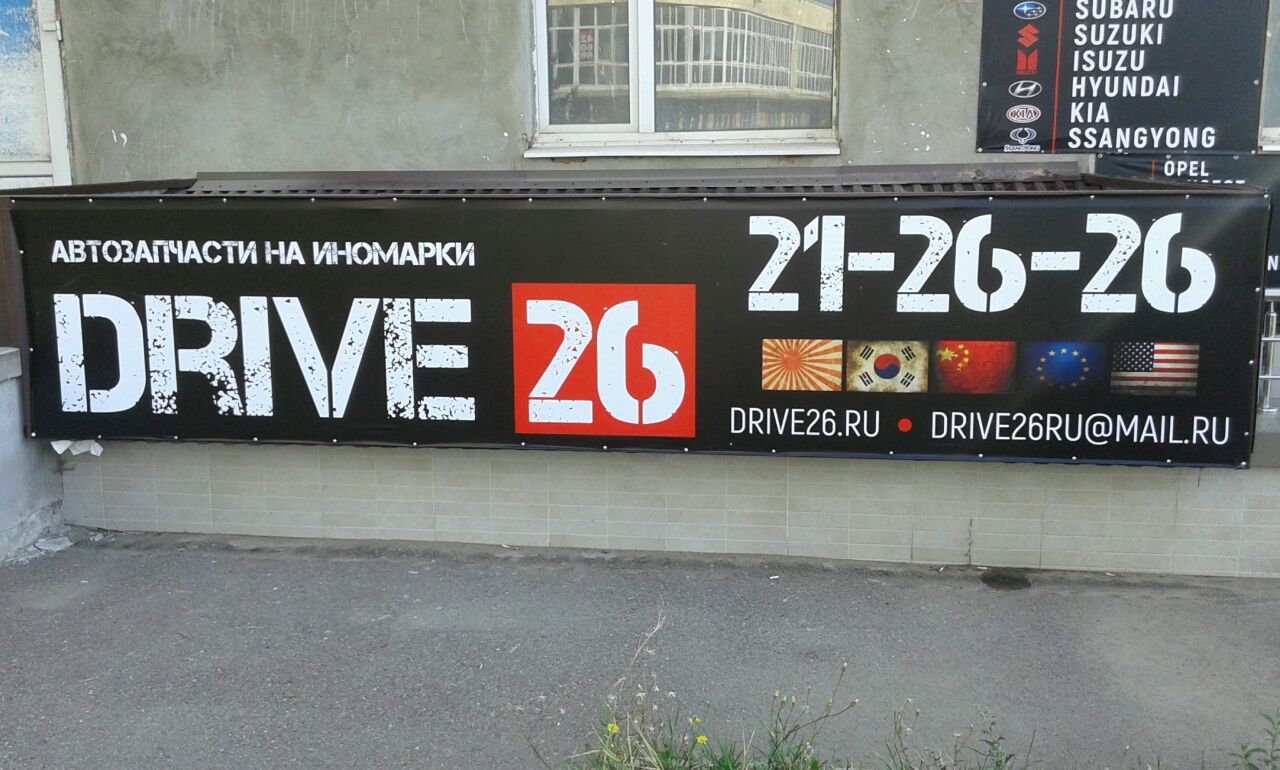 SUBARU
SUZUKI
ISUZU
HYUNDAI
KIA
SSANGYONG
OPEL
АВТОЗАПЧАСТИ НА ИНОМАРКИ
DRIVE 26
21-26-26
DRIVE26.RU • DRIVE26RU@MAIL.RU